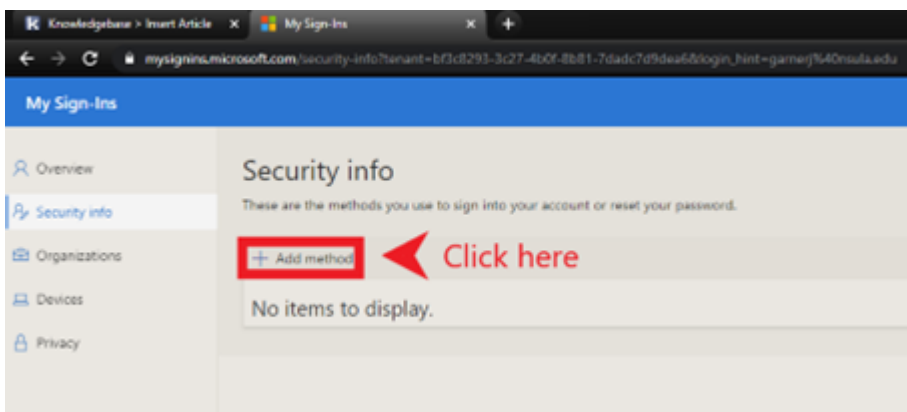 Knowledgebase > Insert Article
My Sign-Ins
mysignins.microsoft.com/security-info?tenant=bf3c8293-3c27-4b0f-8b81-7dadc7d9dea6&login_hint=garnerj%40nsula.edu
My Sign-Ins
Overview
Security info
Organizations
Devices
Privacy
Security info
These are the methods you use to sign into your account or reset your password.
+ Add method
Click here
No items to display.